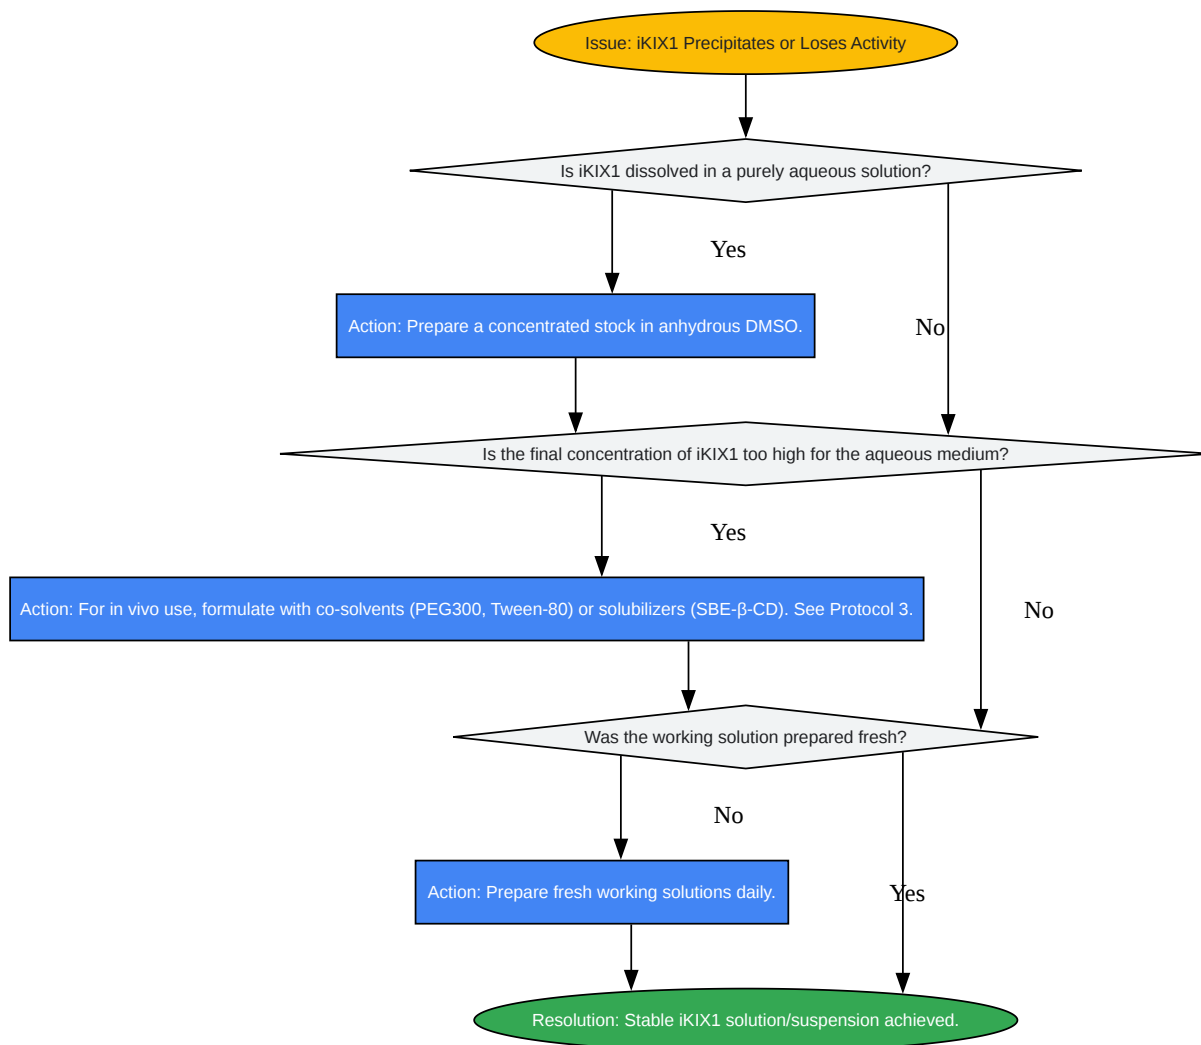 Issue: iKIX1 Precipitates or Loses Activity
Is iKIX1 dissolved in a purely aqueous solution?
Yes
Action: Prepare a concentrated stock in anhydrous DMSO.
No
Is the final concentration of iKIX1 too high for the aqueous medium?
Yes
Action: For in vivo use, formulate with co-solvents (PEG300, Tween-80) or solubilizers (SBE-β-CD). See Protocol 3.
No
Was the working solution prepared fresh?
No
Action: Prepare fresh working solutions daily.
Yes
Resolution: Stable iKIX1 solution/suspension achieved.